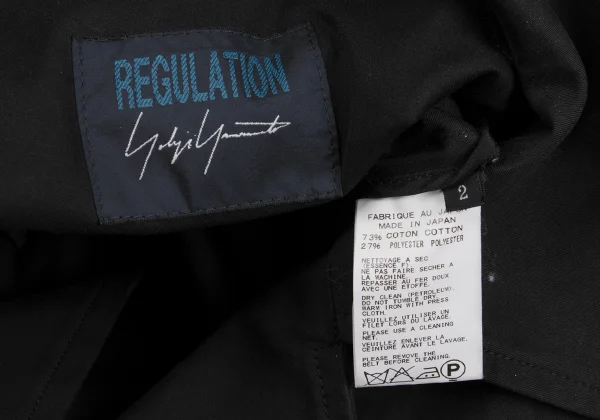 REGULATION
Yohji Yamamoto
2
FABRIQUE AU JAPON
MADE IN JAPAN
73% COTON COTTON
27% POLYESTER POLYESTER
NETTOYAGE A SEC
(ESSENCE F).
NE PAS FAIRE SECHER A
LA MACHINE.
REPASSER AU FER DOUX
AVEC UNE ETOFFE.
DRY CLEAN (PETROLEUM).
DO NOT TUMBLE DRY.
WARM IRON WITH PRESS
CLOTH.
VEUILLEZ UTILISER UN
FILET LORS DU LAVAGE.
PLEASE USE A CLEANING
NET.
VEUILLEZ ENLEVER LA
CEINTURE AVANT LE LAVAGE.
PLEASE REMOVE THE
BELT BEFORE CLEANING.
P